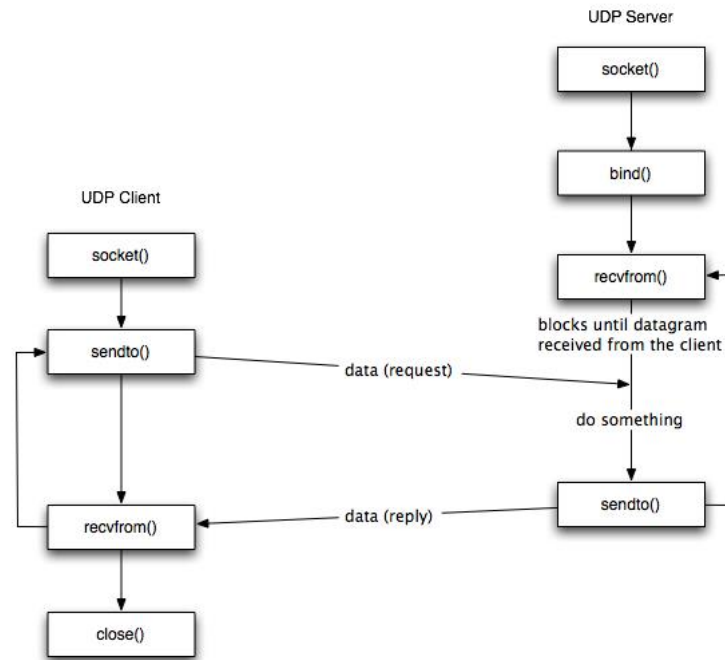 UDP Server
socket()
bind()
UDP Client
socket()
recvfrom()
blocks until datagram
received from the client
sendto()
data (request)
do something
sendto()
data (reply)
recvfrom()
close()